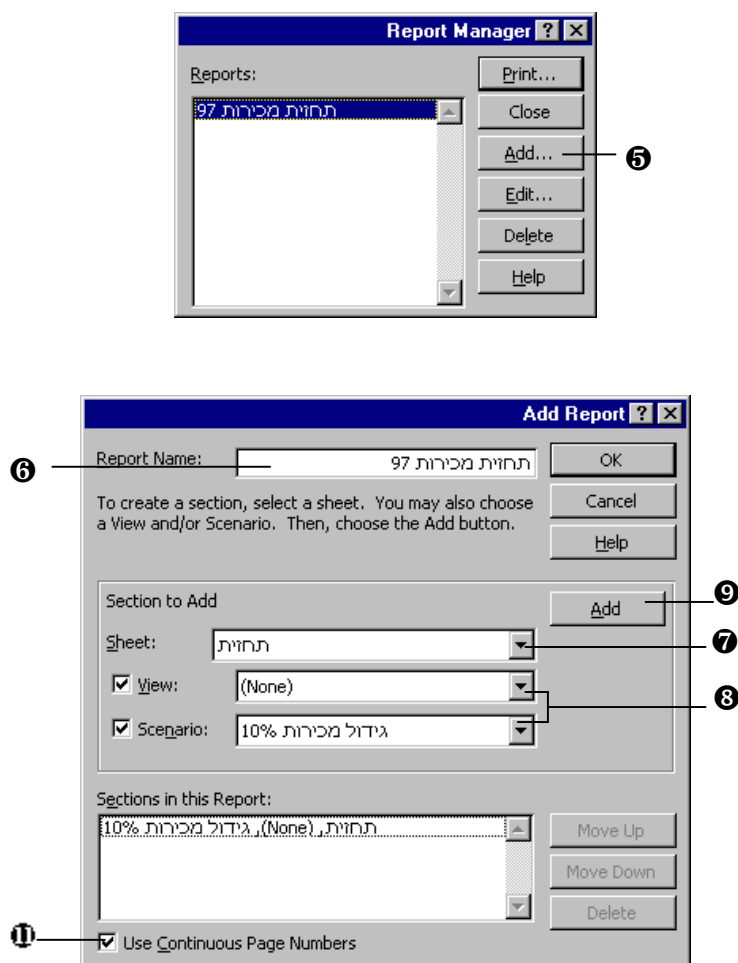 Report Manager
Reports:
Print...
תחזית מכירות 97
Close
Add...
❺
Edit...
Delete
Help
Add Report
❻
Report Name:
תחזית מכירות 97
OK
To create a section, select a sheet. You may also choose
a View and/or Scenario. Then, choose the Add button.
Cancel
Help
Section to Add
Add
❾
Sheet:
תחזית
❼
View:
(None)
❽
Scenario:
גידול מכירות 10%
Sections in this Report:
תחזית, (None), גידול מכירות 10%
Move Up
Move Down
Delete
⓫
Use Continuous Page Numbers